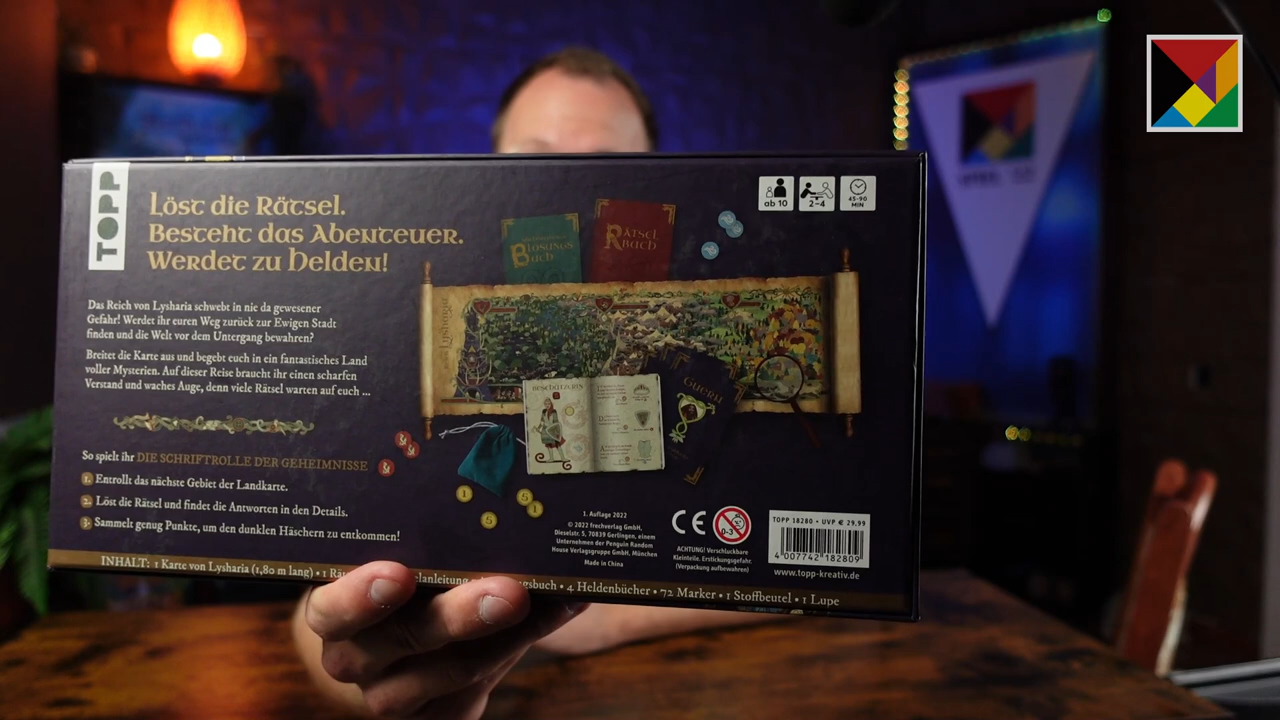 TOPP
Löst die Rätsel.
Besteht das Abenteuer.
Werdet zu Helden!
ab 10
2-4
45-90
MIN
Das Reich von Lysharia schwebt in nie da gewesener
Gefahr! Werdet ihr euren Weg zurück zur Ewigen Stadt
finden und die Welt vor dem Untergang bewahren?
Breitet die Karte aus und begebt euch in ein fantastisches Land
voller Mysterien. Auf dieser Reise braucht ihr einen scharfen
Verstand und waches Auge, denn viele Rätsel warten auf euch ...
So spielt ihr DIE SCHRIFTROLLE DER GEHEIMNISSE
1. Entrollt das nächste Gebiet der Landkarte.
2. Löst die Rätsel und findet die Antworten in den Details.
3. Sammelt genug Punkte, um den dunklen Häschern zu entkommen!
Rätsel
Buch
Buch
1
5
5
1
1. Auflage 2022
© 2022 frechverlag GmbH,
Dieselstr. 5, 70839 Gerlingen, einem
Unternehmen der Penguin Random
House Verlagsgruppe GmbH, München
Made in China
CE
0-3
ACHTUNG! Verschluckbare
Kleinteile. Erstickungsgefahr.
(Verpackung aufbewahren)
TOPP 18280 • UVP € 29,99
4 007742 182809
www.topp-kreativ.de
INHALT: 1 Karte von Lysharia (1,80 m lang) • 1 • 4 Heldenbücher • 72 Marker • 1 Stoffbeutel • 1 Lupe